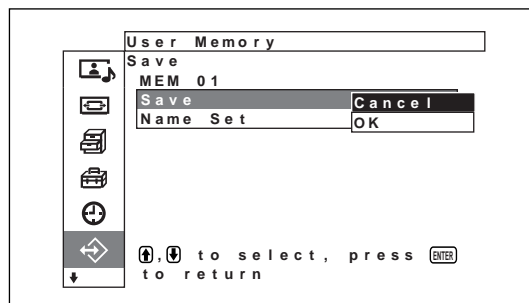 User Memory
Save
MEM 01
Save Cancel
Name Set OK
, to select, press ENTER
to return